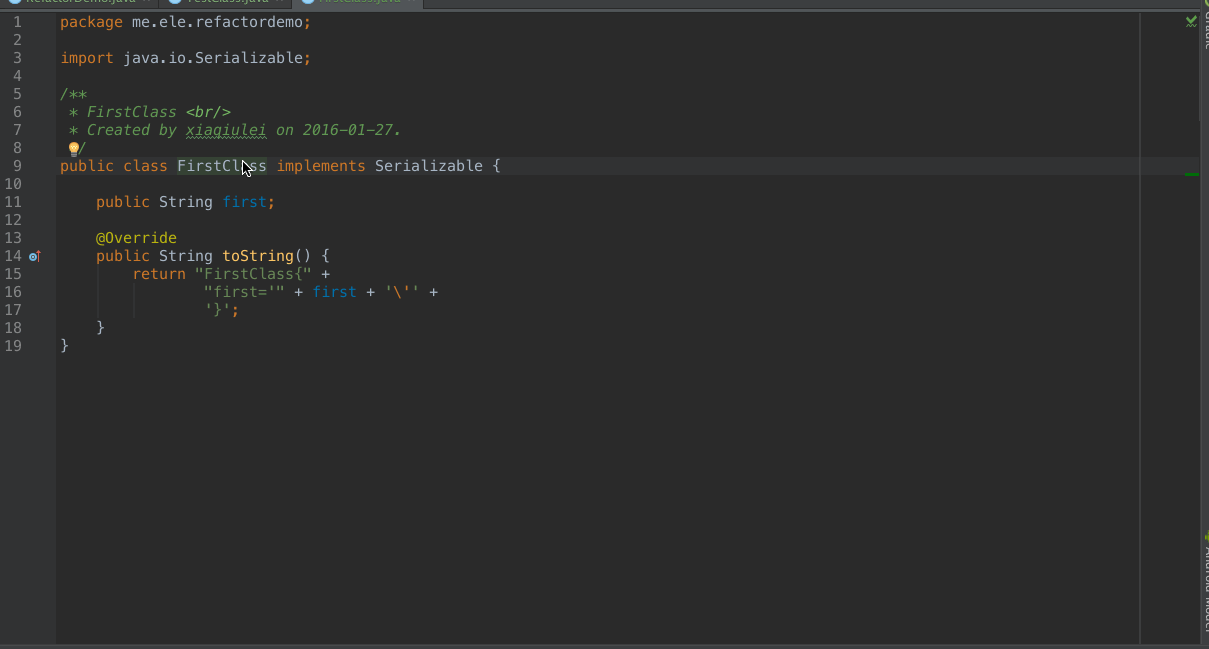 RefactorDemo.java
TestClass.java
FirstClass.java
1 package me.ele.refactordemo;
2
3 import java.io.Serializable;
4
5 /**
6 * FirstClass <br/>
7 * Created by xiaqiulei on 2016-01-27.
8 /
9 public class FirstClass implements Serializable {
10
11 public String first;
12
13 @Override
14 public String toString() {
15 return "FirstClass{" +
16 "first='" + first + '\'' +
17 '}';
18 }
19 }
Gradle
Android Model